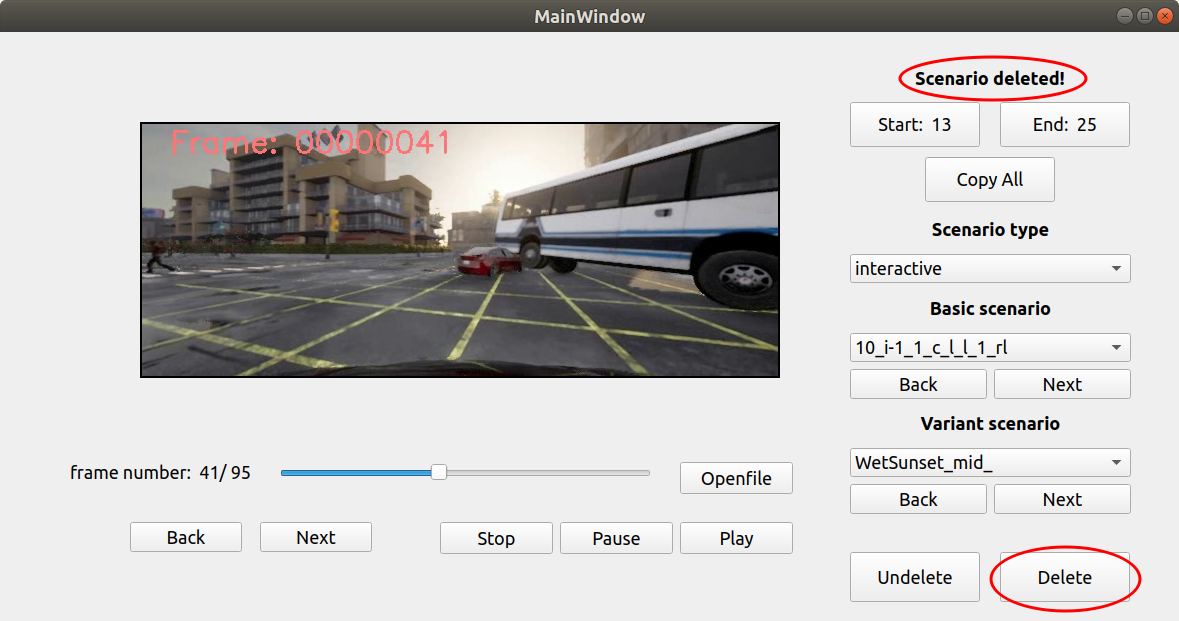 MainWindow
Scenario deleted!
Frame: 00000041
Start: 13
End: 25
Copy All
Scenario type
interactive
Basic scenario
10_i-1_1_c_l_l_1_rl
Back
Next
Variant scenario
frame number: 41/ 95
Openfile
WetSunset_mid_
Back
Next
Back
Next
Stop
Pause
Play
Undelete
Delete